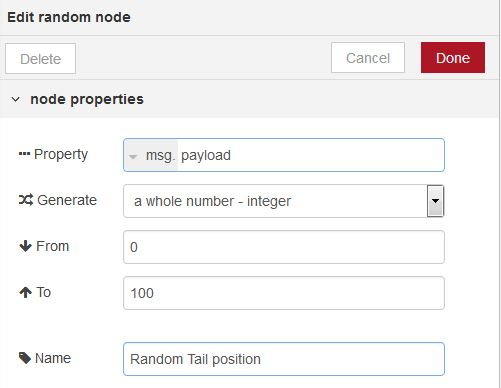 Edit random node
Delete Cancel Done
node properties
Property msg. payload
Generate a whole number - integer
From 0
To 100
Name Random Tail position